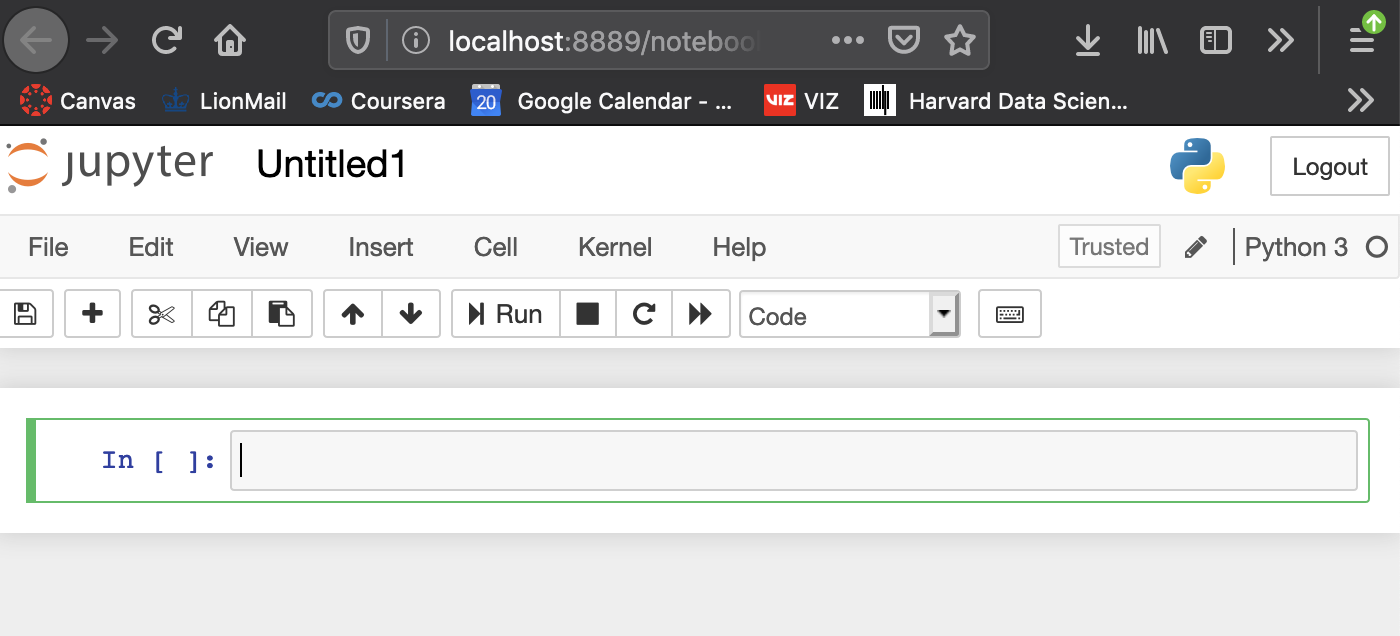 localhost:8889/noteboo
Canvas LionMail Coursera 20 Google Calendar - ... VIZ VIZ Harvard Data Scien...
jupyter Untitled1 Logout
File Edit View Insert Cell Kernel Help Trusted Python 3
Run Code
In [ ]: